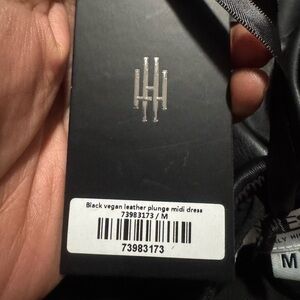 Black vegan leather plunge midi dress
73983173 / M
73983173
M